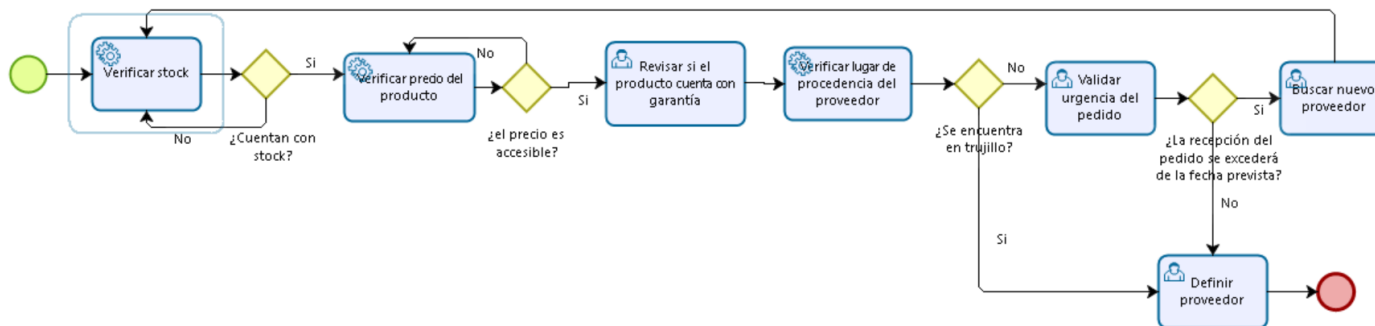 Verificar stock
No
¿Cuentan con
stock?
Si
Verificar precio del
producto
No
¿el precio es
accesible?
Si
Revisar si el
producto cuenta con
garantía
Verificar lugar de
procedencia del
proveedor
¿Se encuentra
en trujillo?
No
Si
Validar
urgencia del
pedido
¿La recepción del
pedido se excederá
de la fecha prevista?
Si
No
Buscar nuevo
proveedor
Definir
proveedor